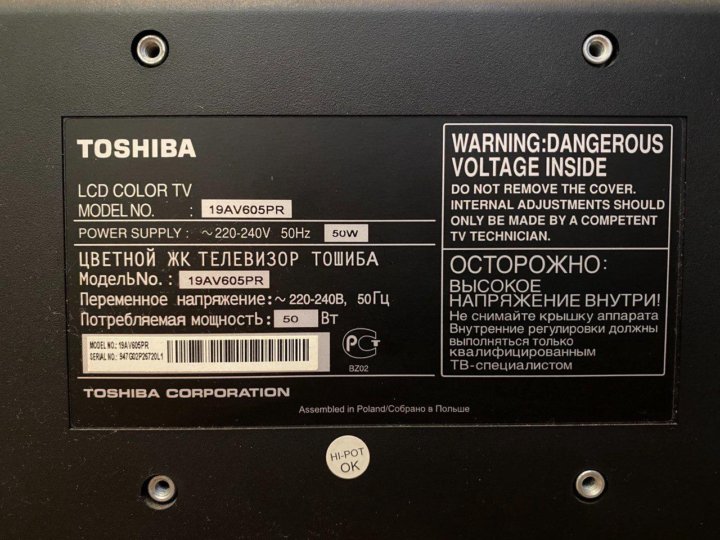 TOSHIBA
LCD COLOR TV
MODEL NO. : 19AV605PR
POWER SUPPLY : ~220-240V 50Hz 50W
ЦВЕТНОЙ ЖК ТЕЛЕВИЗОР ТОШИБА
МоделЬNo.: 19AV605PR
Переменное напряжение:~ 220-240В, 50Гц
Потребляемая мощностЬ: 50 Вт
MODEL NO.: 19AV605PR
SERIAL NO.: 947G02P26720L1
PCT
BZ02
TOSHIBA CORPORATION
Assembled in Poland/Собрано в Польше
WARNING:DANGEROUS
VOLTAGE INSIDE
DO NOT REMOVE THE COVER.
INTERNAL ADJUSTMENTS SHOULD
ONLY BE MADE BY A COMPETENT
TV TECHNICIAN.
ОСТОРОЖНО:
ВЫСОКОЕ
НАПРЯЖЕНИЕ ВНУТРИ!
Не снимайте крышку аппарата
Внутренние регулировки должны
выполняться только
квалифицированным
ТВ-специалистом
HI-POT
OK